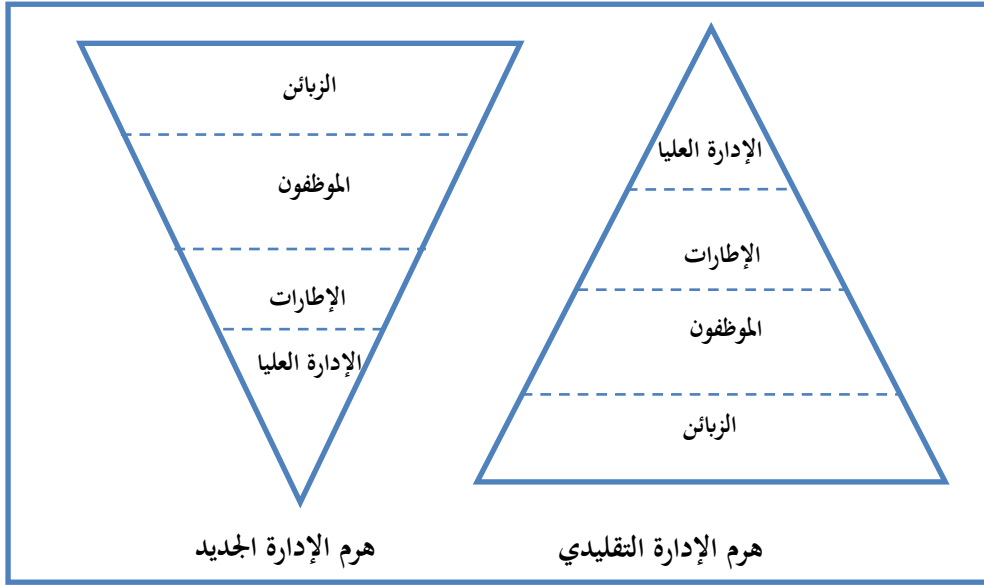 الإدارة العليا
الإطارات
الموظفون
الزبائن
هرم الإدارة التقليدي
الزبائن
الموظفون
الإطارات
الإدارة العليا
هرم الإدارة الجديد